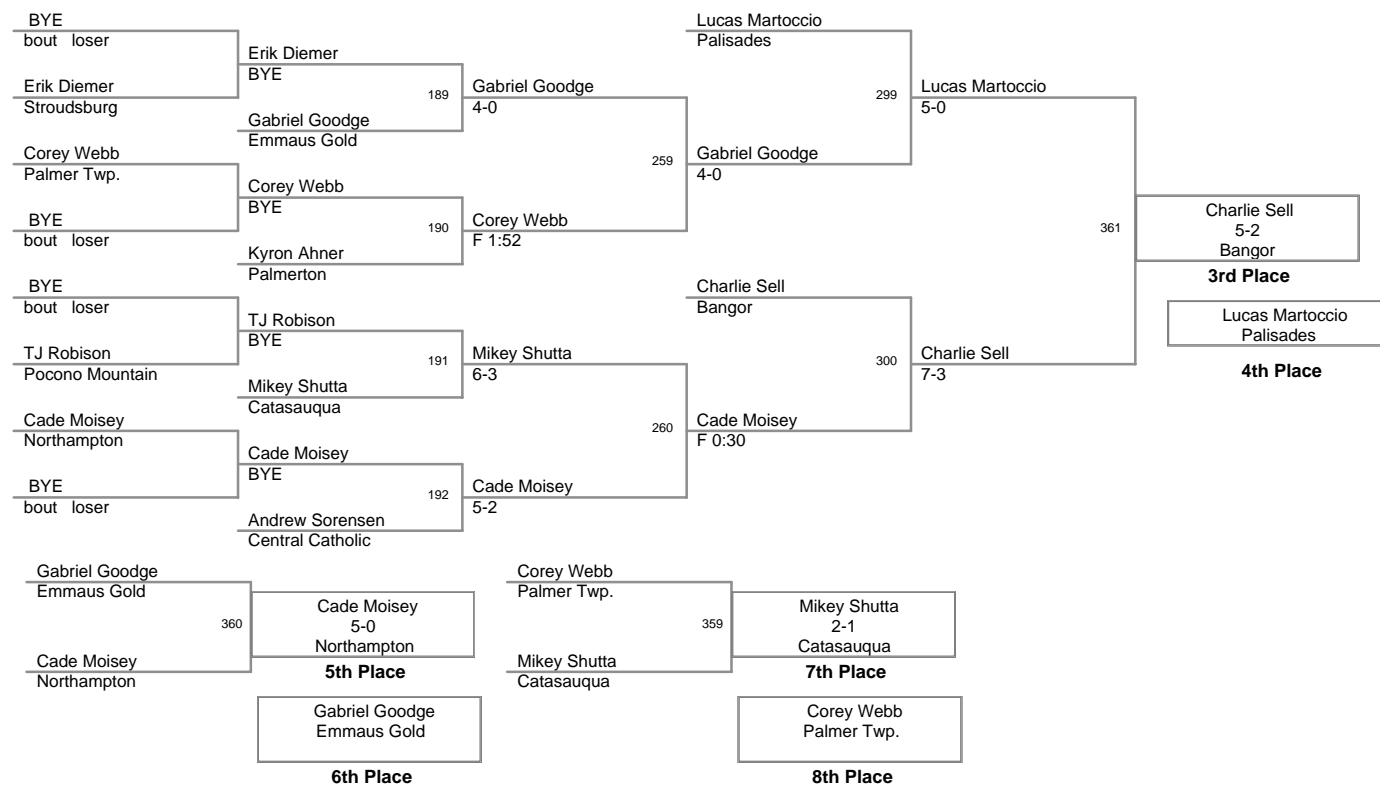 BYE
bout loser
Erik Diemer
Stroudsburg
Corey Webb
Palmer Twp.
BYE
bout loser
BYE
bout loser
TJ Robison
Pocono Mountain
Cade Moisey
Northampton
BYE
bout loser
Erik Diemer
BYE
189
Gabriel Goodge
Emmaus Gold
Corey Webb
BYE
190
Kyron Ahner
Palmerton
TJ Robison
BYE
191
Mikey Shutta
Catasauqua
Cade Moisey
BYE
192
Andrew Sorensen
Central Catholic
Gabriel Goodge
4-0
259
Corey Webb
F 1:52
Mikey Shutta
6-3
260
Cade Moisey
5-2
Lucas Martoccio
Palisades
299
Gabriel Goodge
4-0
Charlie Sell
Bangor
300
Cade Moisey
F 0:30
Lucas Martoccio
5-0
361
Charlie Sell
7-3
Charlie Sell
5-2
Bangor
3rd Place
Lucas Martoccio
Palisades
4th Place
Gabriel Goodge
Emmaus Gold
360
Cade Moisey
Northampton
Cade Moisey
5-0
Northampton
5th Place
Gabriel Goodge
Emmaus Gold
6th Place
Corey Webb
Palmer Twp.
359
Mikey Shutta
Catasauqua
Mikey Shutta
2-1
Catasauqua
7th Place
Corey Webb
Palmer Twp.
8th Place